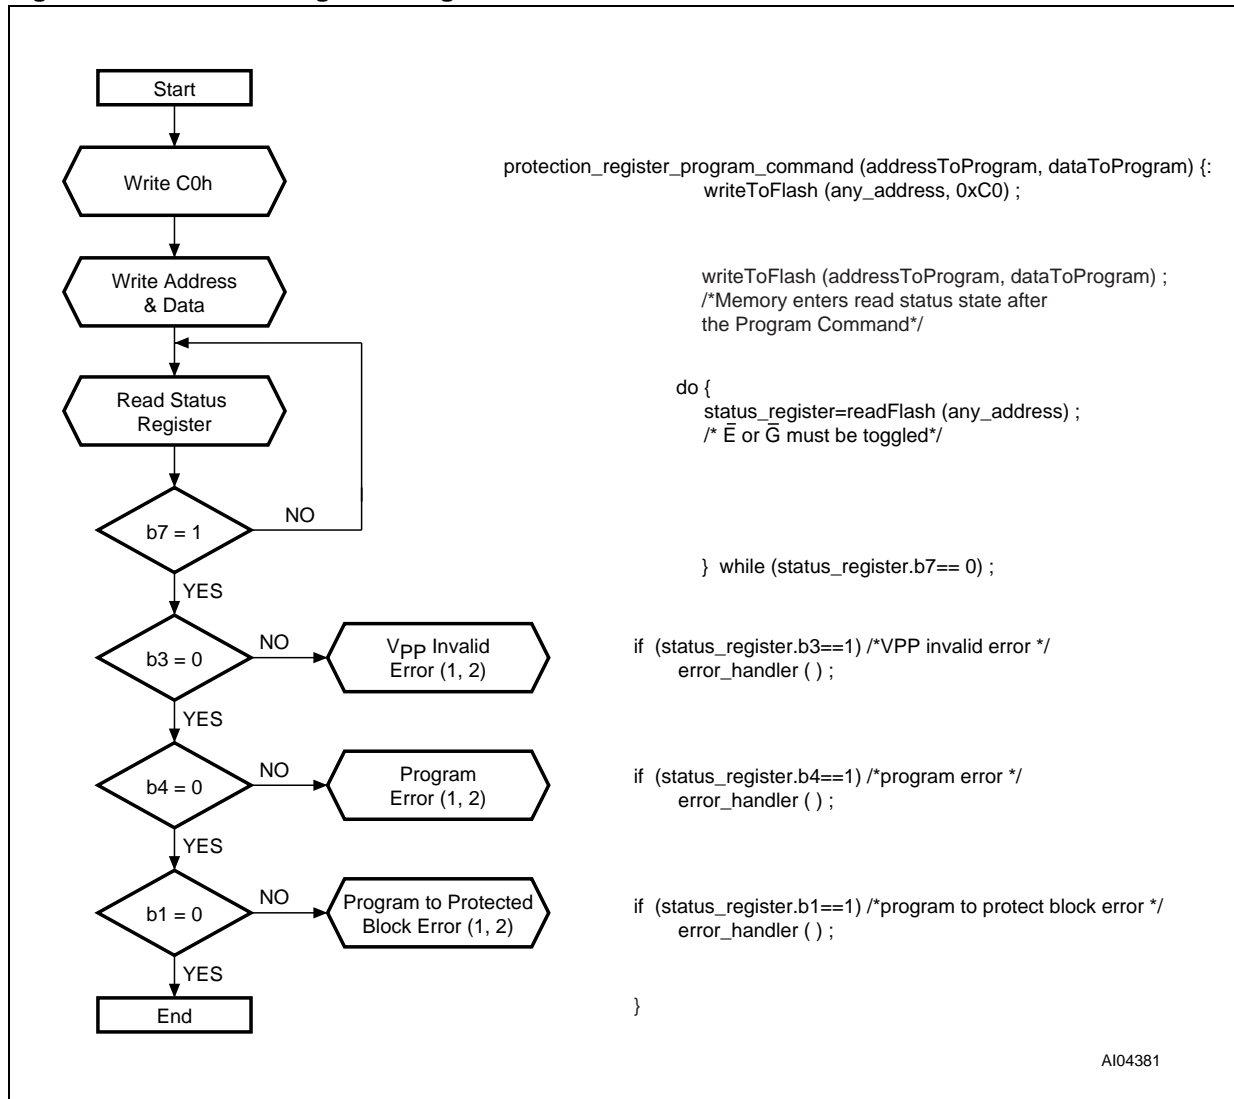 Start
Write C0h
protection_register_program_command (addressToProgram, dataToProgram) {:
writeToFlash (any_address, 0xC0) ;
Write Address
& Data
writeToFlash (addressToProgram, dataToProgram) ;
/*Memory enters read status state after
the Program Command*/
Read Status
Register
do {
status_register=readFlash (any_address) ;
/* E̅ or G̅ must be toggled*/
b7 = 1
NO
YES
} while (status_register.b7== 0) ;
b3 = 0
NO
YES
VPP Invalid
Error (1, 2)
if (status_register.b3==1) /*VPP invalid error */
error_handler ( ) ;
b4 = 0
NO
YES
Program
Error (1, 2)
if (status_register.b4==1) /*program error */
error_handler ( ) ;
b1 = 0
NO
YES
Program to Protected
Block Error (1, 2)
if (status_register.b1==1) /*program to protect block error */
error_handler ( ) ;
End
}
AI04381